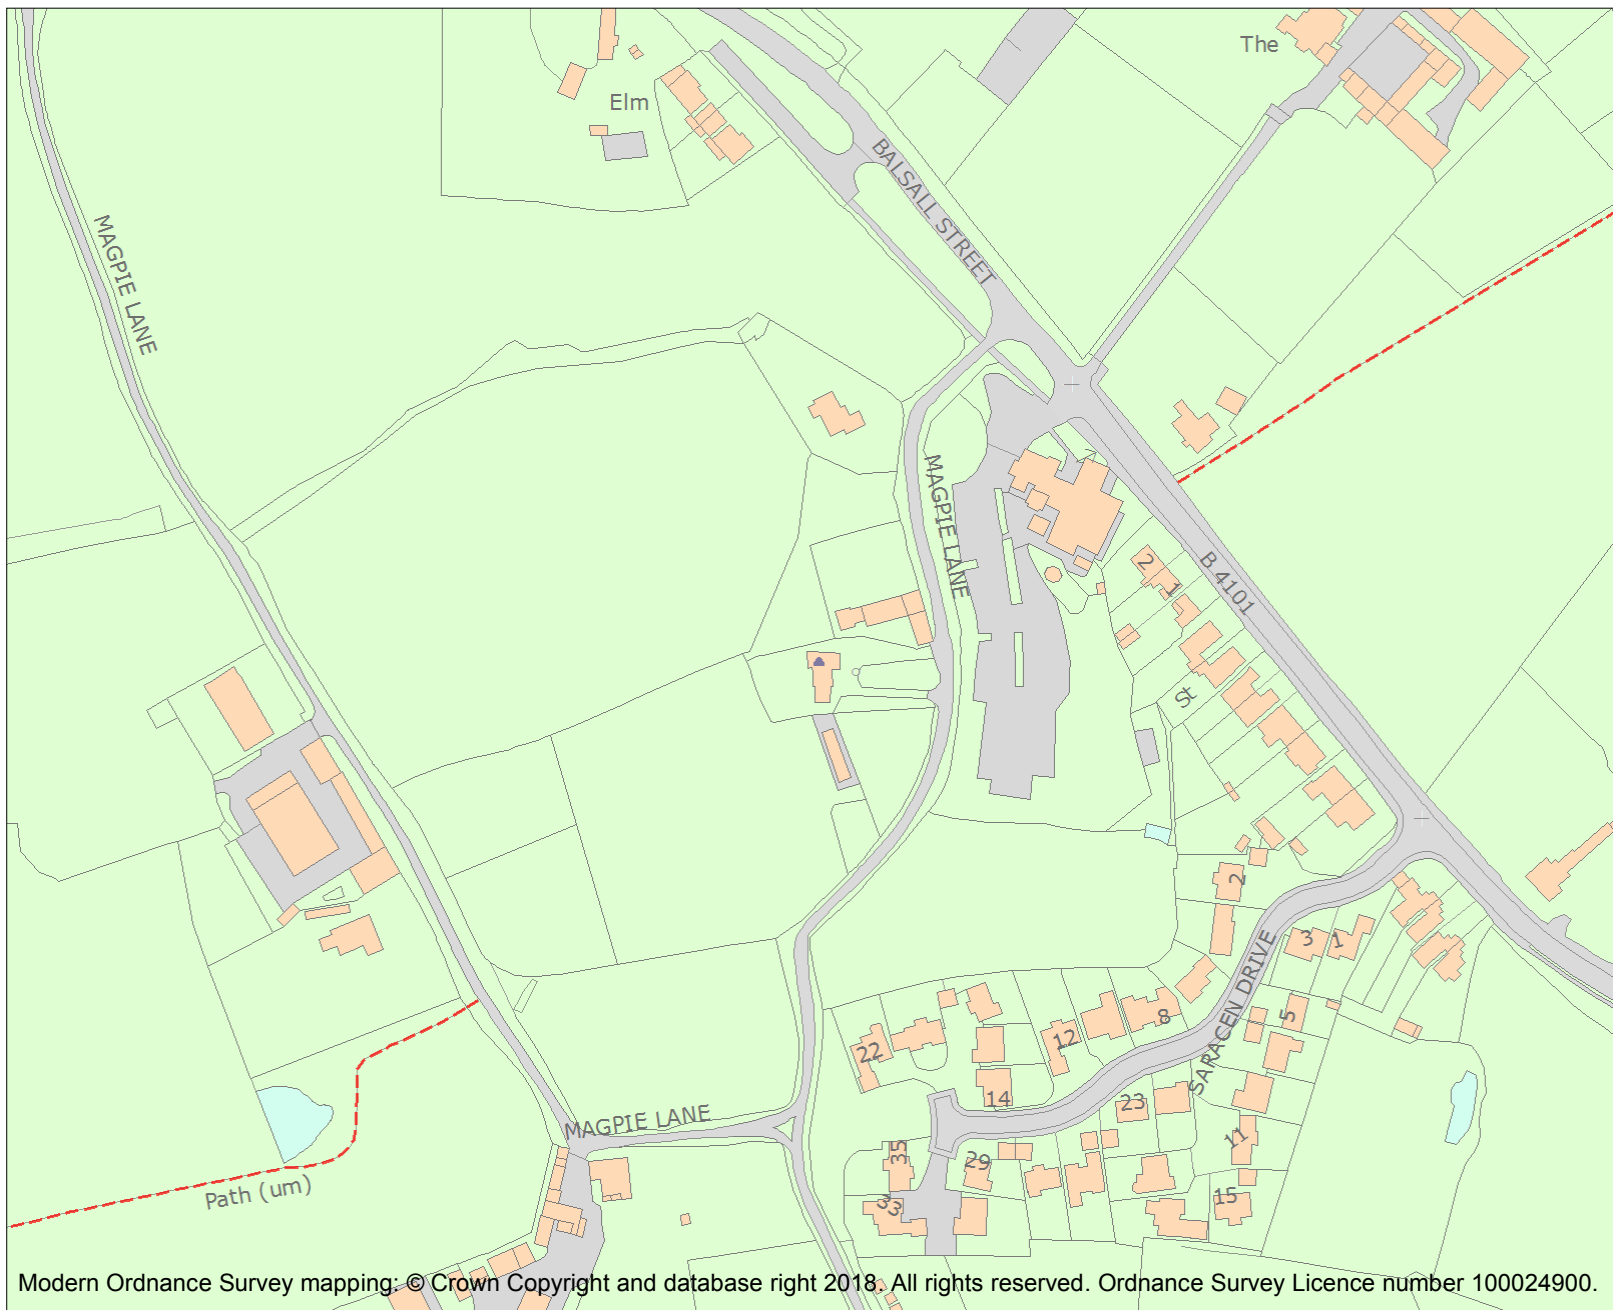 The
Elm
BALSALL STREET
MAGPIE LANE
MAGPIE LANE
B 4101
2
1
St
2
3
1
SARACEN DRIVE
5
8
12
22
14
23
11
MAGPIE LANE
35
29
15
33
Path (um)
Modern Ordnance Survey mapping: © Crown Copyright and database right 2018. All rights reserved. Ordnance Survey Licence number 100024900.